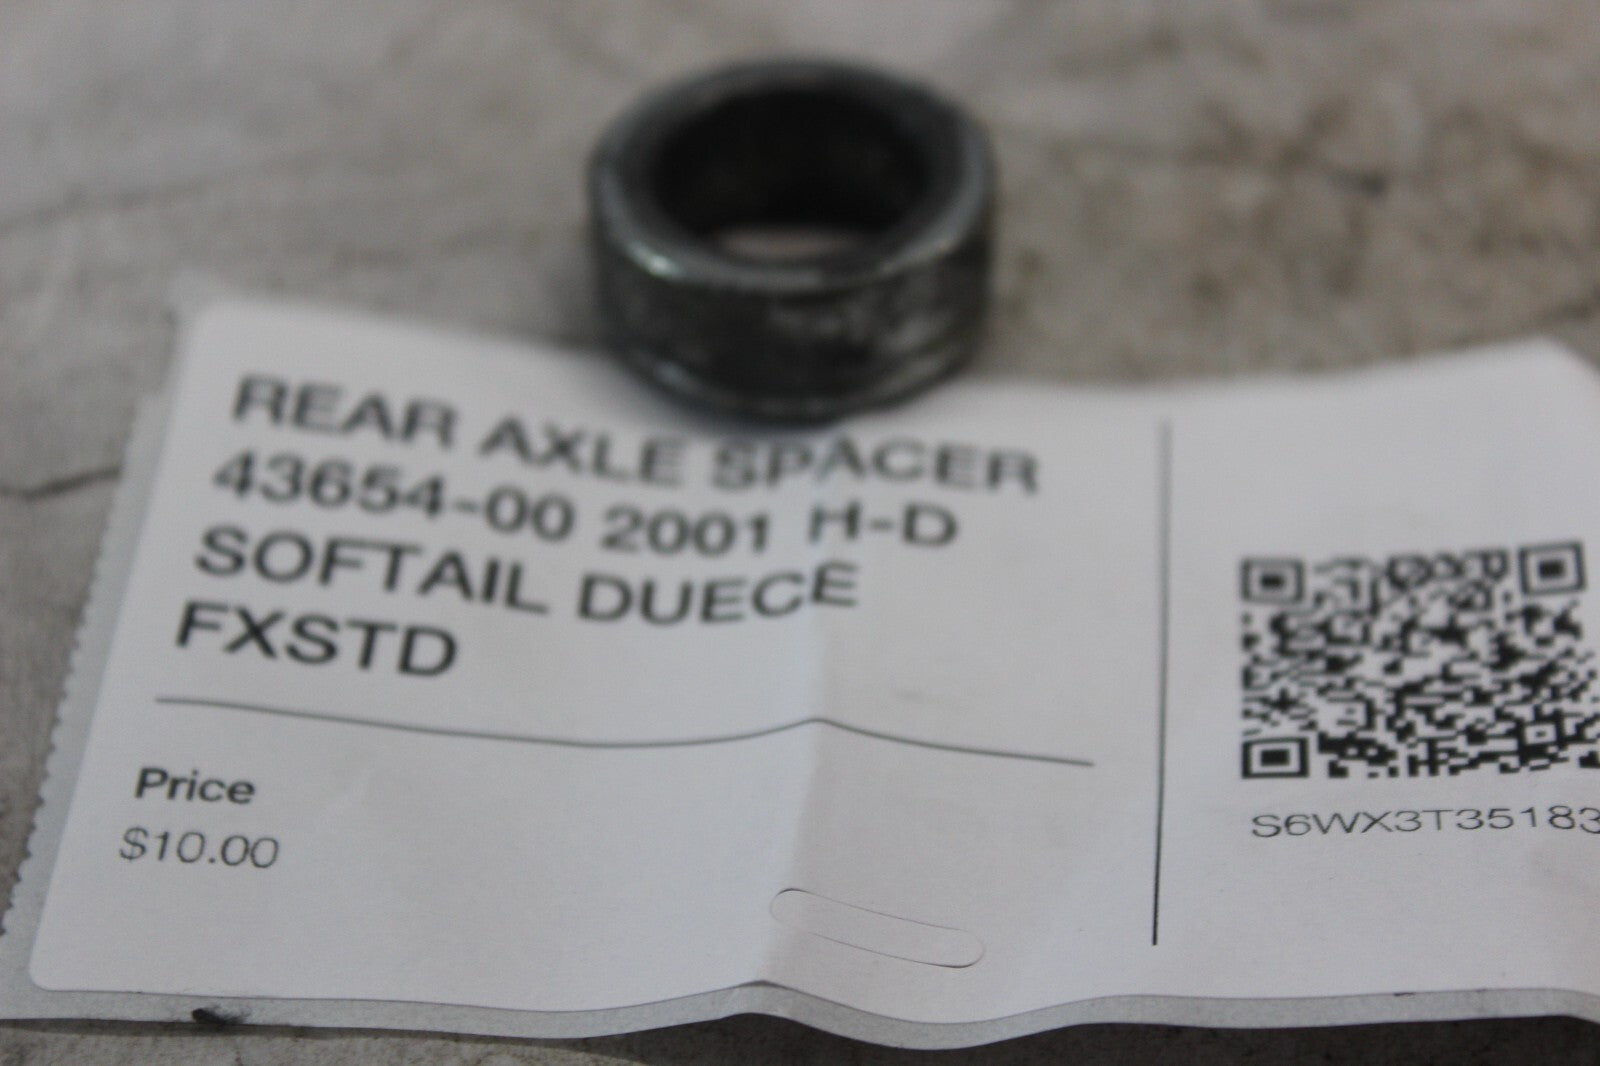 REAR AXLE SPACER
43654-00 2001 H-D
SOFTAIL DUECE
FXSTD
Price
$10.00
S6WX3T35183